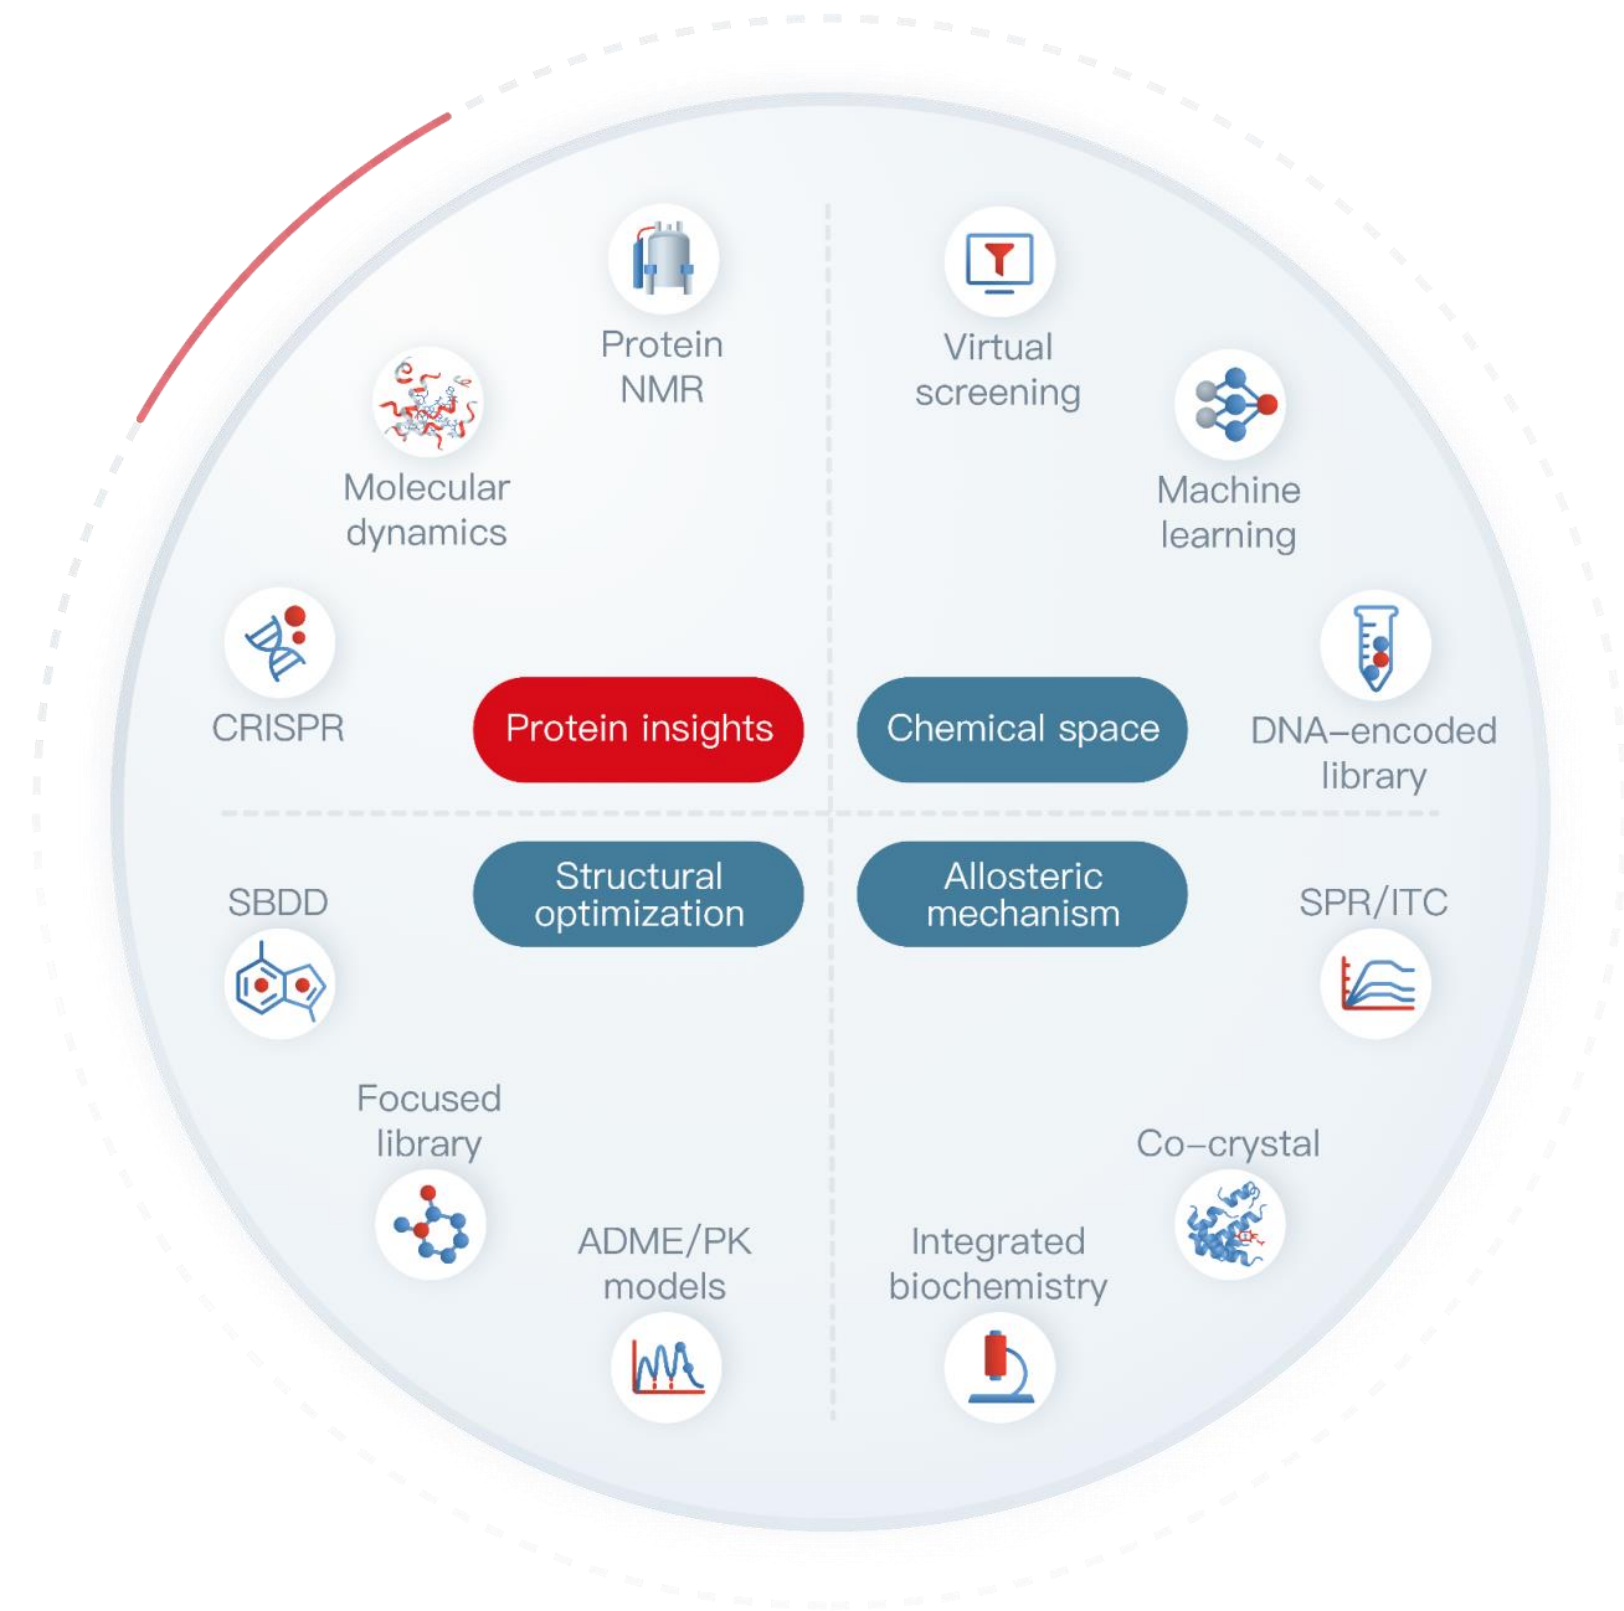 Protein
NMR
Molecular
dynamics
CRISPR
Protein insights
Virtual
screening
Machine
learning
DNA–encoded
library
Chemical space
Structural
optimization
SBDD
Focused
library
ADME/PK
models
Allosteric
mechanism
SPR/ITC
Co–crystal
Integrated
biochemistry